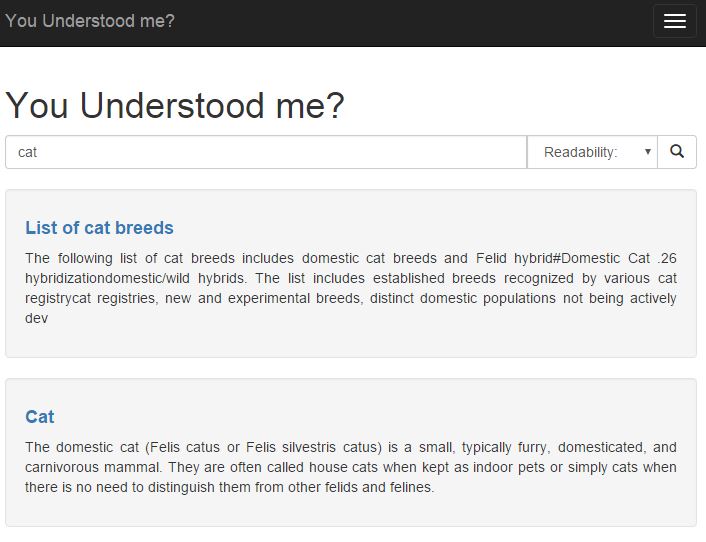 You Understood me?
You Understood me?
cat
Readability:
List of cat breeds
The following list of cat breeds includes domestic cat breeds and Felid hybrid#Domestic Cat .26
hybridizationdomestic/wild hybrids. The list includes established breeds recognized by various cat
registrycat registries, new and experimental breeds, distinct domestic populations not being actively
dev
Cat
The domestic cat (Felis catus or Felis silvestris catus) is a small, typically furry, domesticated, and
carnivorous mammal. They are often called house cats when kept as indoor pets or simply cats when
there is no need to distinguish them from other felids and felines.